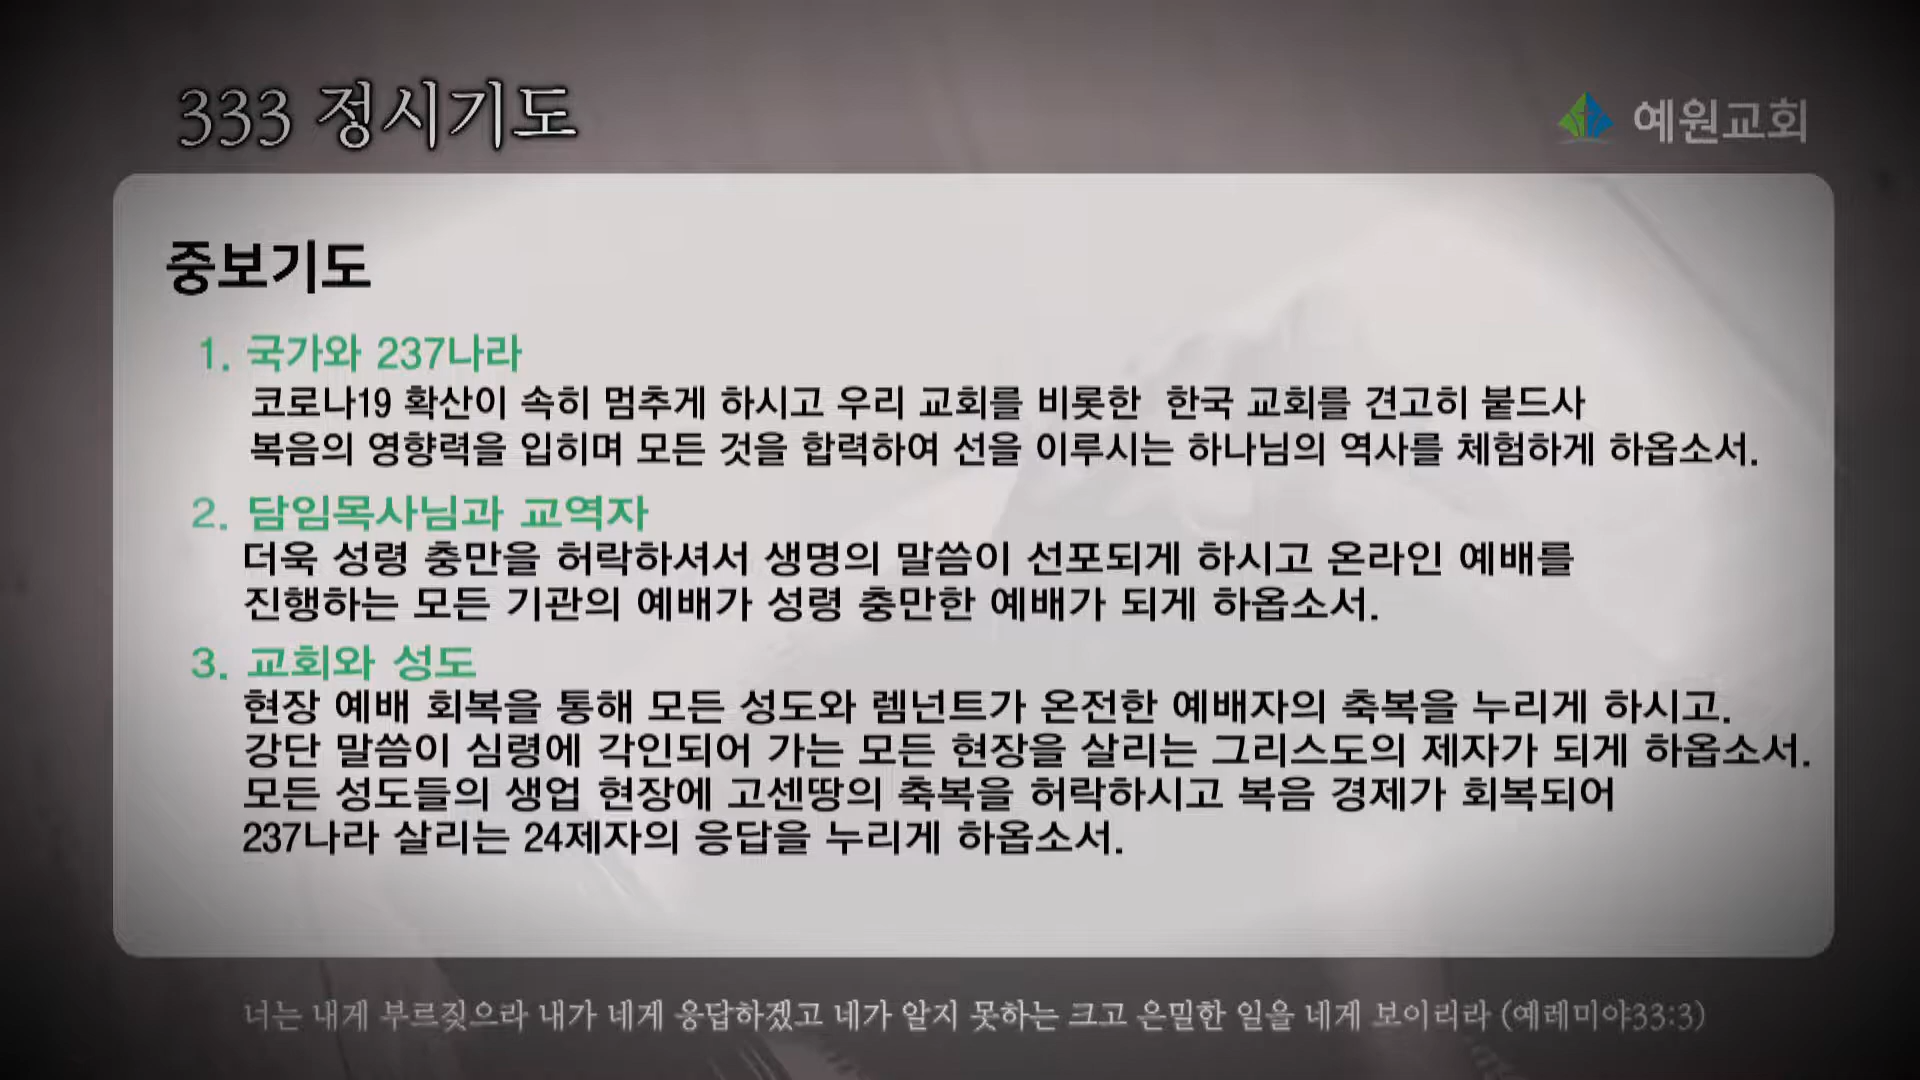 333 정시기도
예원교회
중보기도
1. 국가와 237나라
코로나19 확산이 속히 멈추게 하시고 우리 교회를 비롯한 한국 교회를 견고히 붙드사
복음의 영향력을 입히며 모든 것을 합력하여 선을 이루시는 하나님의 역사를 체험하게 하옵소서.
2. 담임목사님과 교역자
더욱 성령 충만을 허락하셔서 생명의 말씀이 선포되게 하시고 온라인 예배를
진행하는 모든 기관의 예배가 성령 충만한 예배가 되게 하옵소서.
3. 교회와 성도
현장 예배 회복을 통해 모든 성도와 렘넌트가 온전한 예배자의 축복을 누리게 하시고.
강단 말씀이 심령에 각인되어 가는 모든 현장을 살리는 그리스도의 제자가 되게 하옵소서.
모든 성도들의 생업 현장에 고센땅의 축복을 허락하시고 복음 경제가 회복되어
237나라 살리는 24제자의 응답을 누리게 하옵소서.
너는 내게 부르짖으라 내가 네게 응답하겠고 네가 알지 못하는 크고 은밀한 일을 네게 보이리라 (예레미야33:3)